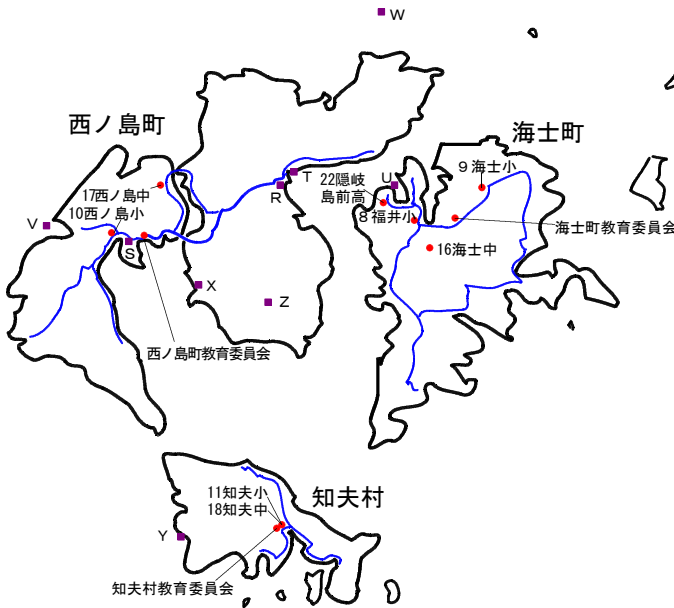 W
西ノ島町
海士町
9海士小
17西ノ島中
T
22隠岐
島前高
U
R
10西ノ島小
8福井小
V
海士町教育委員会
S
16海士中
X
Z
西ノ島町教育委員会
11知夫小
18知夫中
知夫村
Y
知夫村教育委員会